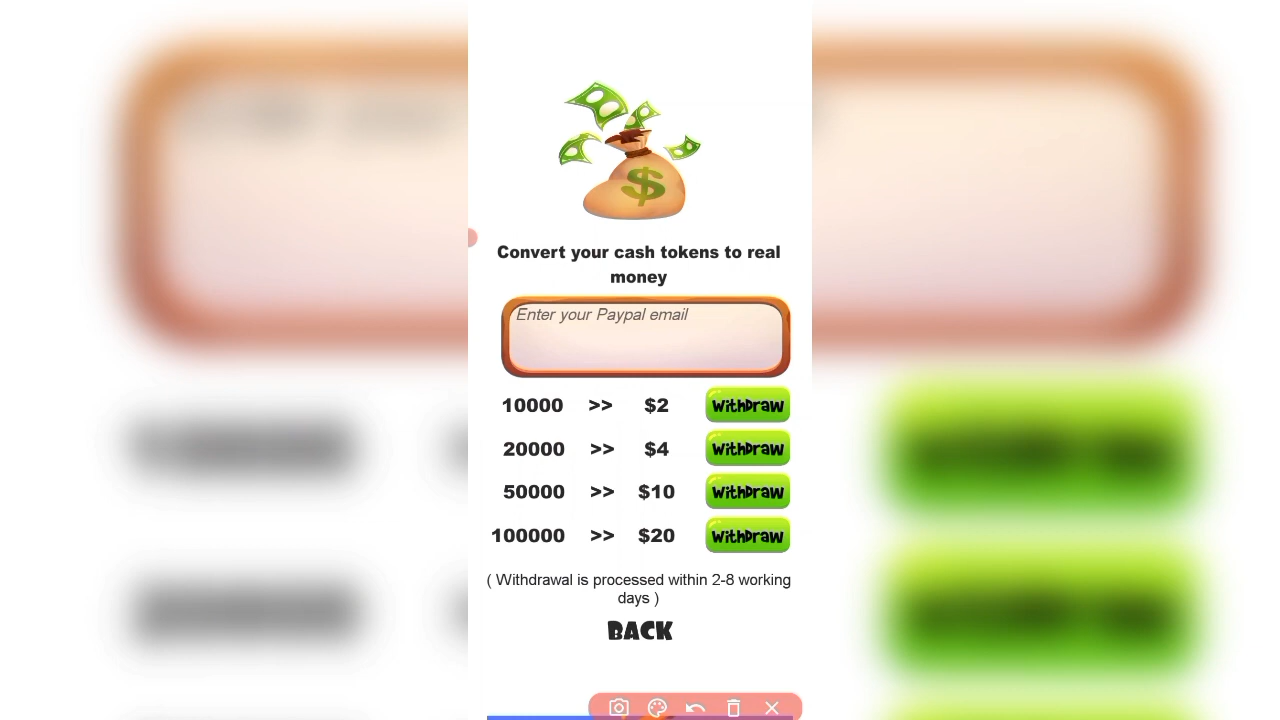 Convert your cash tokens to real
money
Enter your Paypal email
10000 >> $2 WithDraw
20000 >> $4 WithDraw
50000 >> $10 WithDraw
100000 >> $20 WithDraw
( Withdrawal is processed within 2-8 working
days )
BACK